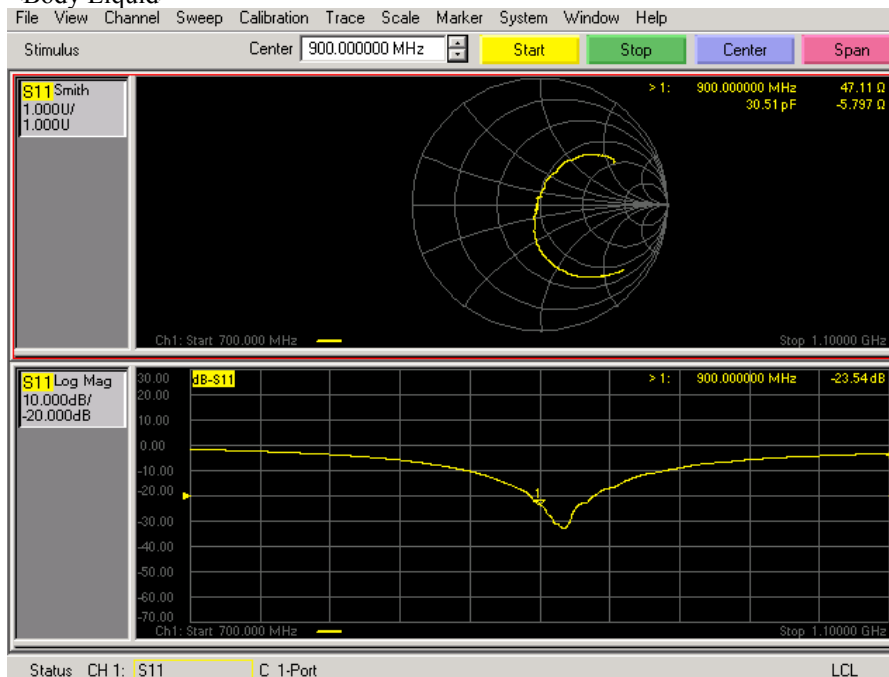 Body Liquid
File View Channel Sweep Calibration Trace Scale Marker System Window Help
Stimulus Center 900.000000 MHz Start Stop Center Span
S11 Smith
1.000U/
1.000U
> 1: 900.000000 MHz 47.11 Ω
30.51 pF -5.797 Ω
Ch1: Start 700.000 MHz Stop 1.10000 GHz
S11 Log Mag
10.000dB/
-20.000dB
dB-S11
> 1: 900.000000 MHz -23.54 dB
30.00
20.00
10.00
0.00
-10.00
-20.00
-30.00
-40.00
-50.00
-60.00
-70.00
1
Ch1: Start 700.000 MHz Stop 1.10000 GHz
Status CH 1: S11 C 1-Port LCL